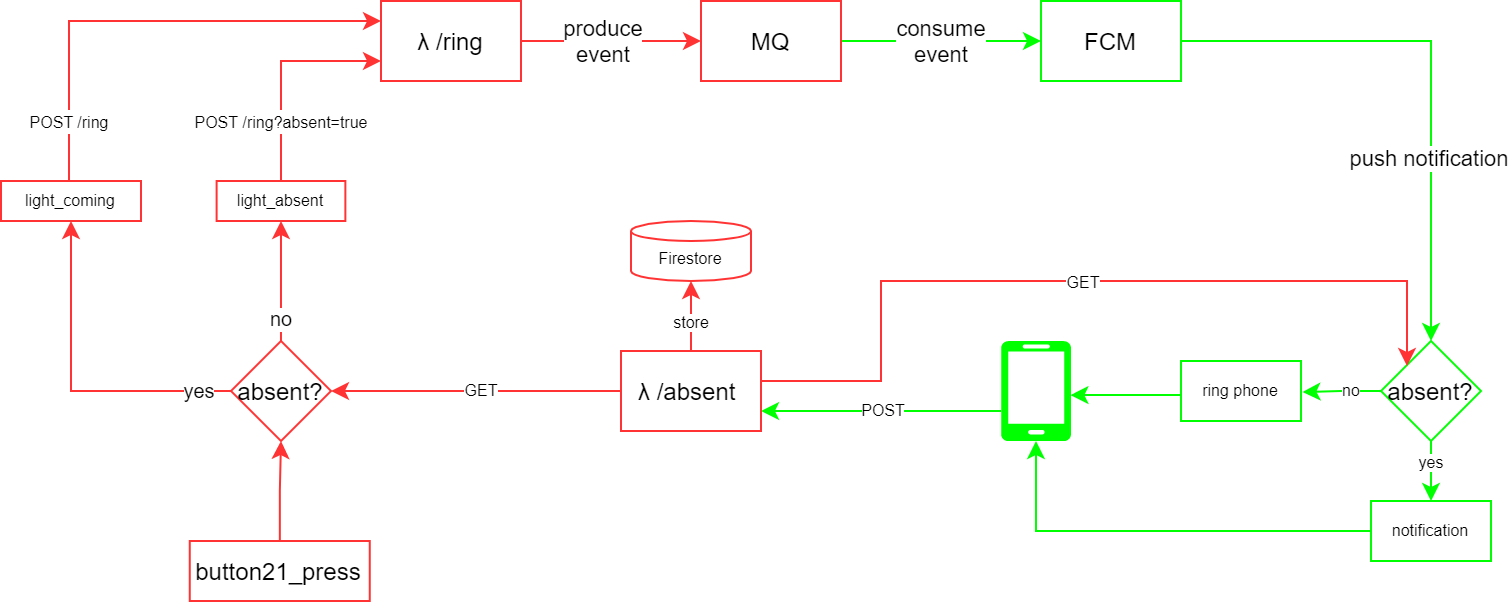 λ /ring
produce
event
MQ
consume
event
FCM
POST /ring
POST /ring?absent=true
push notification
light_coming
light_absent
Firestore
GET
store
no
absent?
yes
GET
λ /absent
POST
ring phone
no
absent?
yes
notification
button21_press